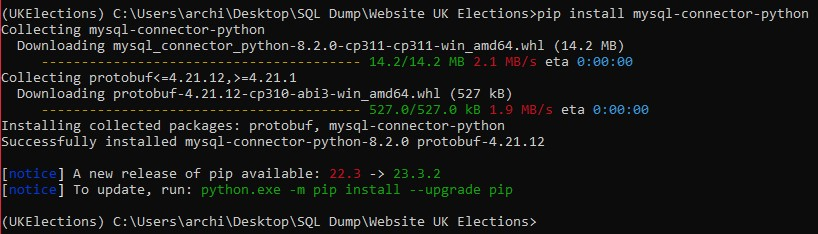 (UKElections) C:\Users\archi\Desktop\SQL Dump\Website UK Elections>pip install mysql-connector-python
Collecting mysql-connector-python
  Downloading mysql_connector_python-8.2.0-cp311-cp311-win_amd64.whl (14.2 MB)
     ---------------------------------------- 14.2/14.2 MB 2.1 MB/s eta 0:00:00
Collecting protobuf<=4.21.12,>=4.21.1
  Downloading protobuf-4.21.12-cp310-abi3-win_amd64.whl (527 kB)
     ---------------------------------------- 527.0/527.0 kB 1.9 MB/s eta 0:00:00
Installing collected packages: protobuf, mysql-connector-python
Successfully installed mysql-connector-python-8.2.0 protobuf-4.21.12
[notice] A new release of pip available: 22.3 -> 23.3.2
[notice] To update, run: python.exe -m pip install --upgrade pip
(UKElections) C:\Users\archi\Desktop\SQL Dump\Website UK Elections>